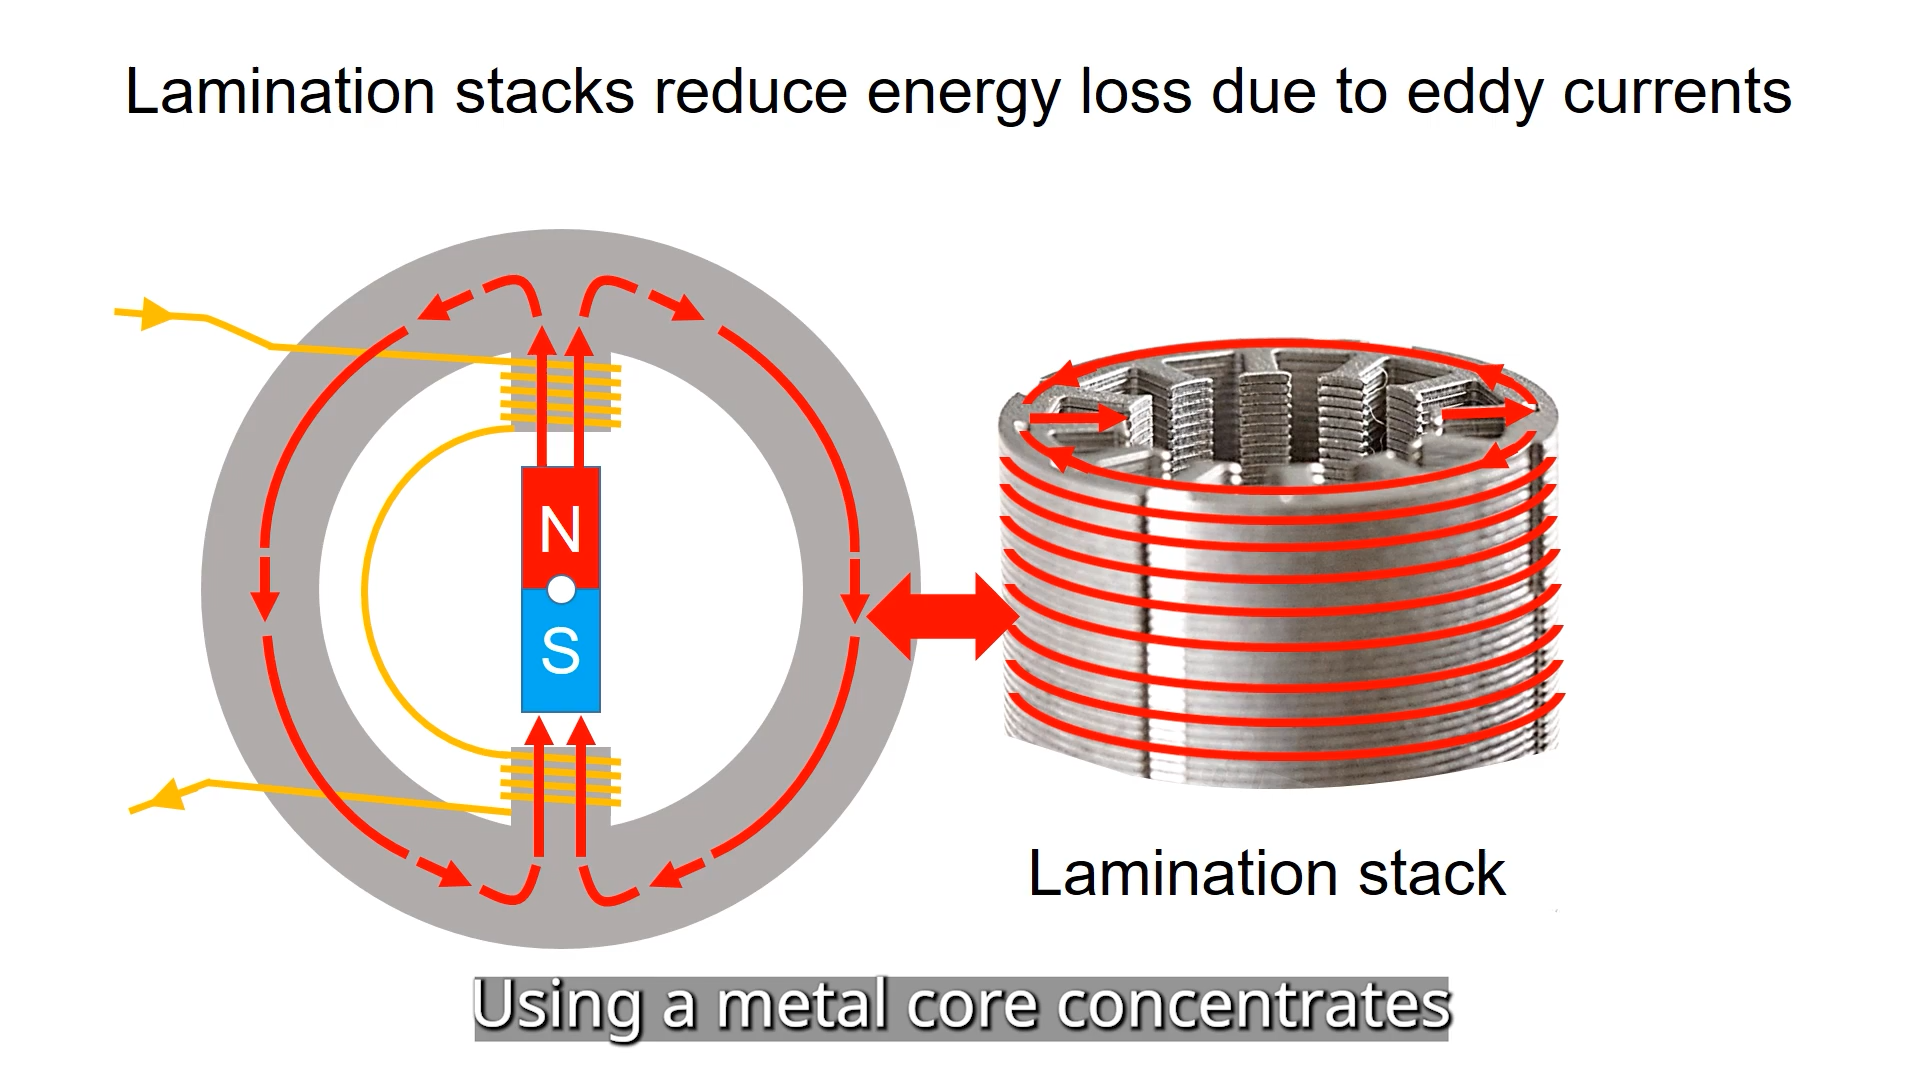 Lamination stacks reduce energy loss due to eddy currents
N
S
Lamination stack
Using a metal core concentrates